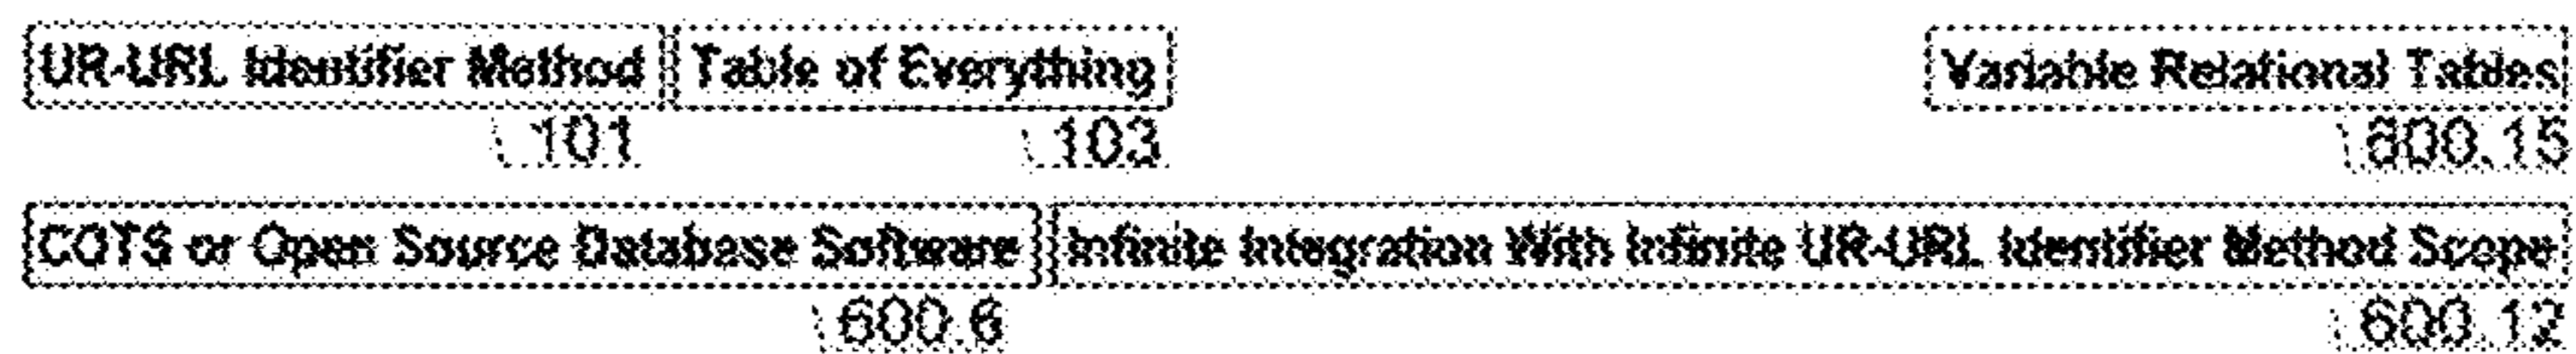 UR-URL Identifier Method Table of Everything Variable Relational Tables
101 103 600.15
COTS or Open Source Database Software Infinite Integration With Infinite UR-URL Identifier Method Scope
600.6 600.12